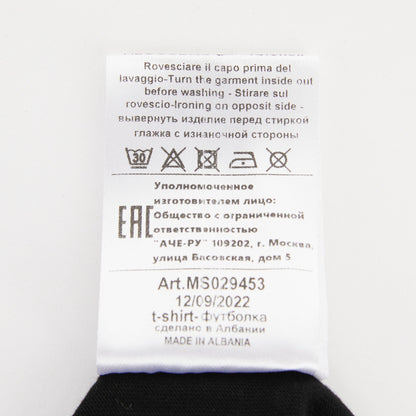 Rovesciare il capo prima del
lavaggio-Turn the garment inside out
before washing - Stirare sul
rovescio-Ironing on opposit side -
вывернуть изделие перед стиркой
глажка с изнаночной стороны
30
Уполномоченное
изготовителем лицо:
ЕАС Общество с ограниченной
ответственностью
"АЧЕ-РУ" 109202, г. Москва,
улица Басовская, дом 5
Art.MS029453
12/09/2022
t-shirt-футболка
сделано в Албании
MADE IN ALBANIA